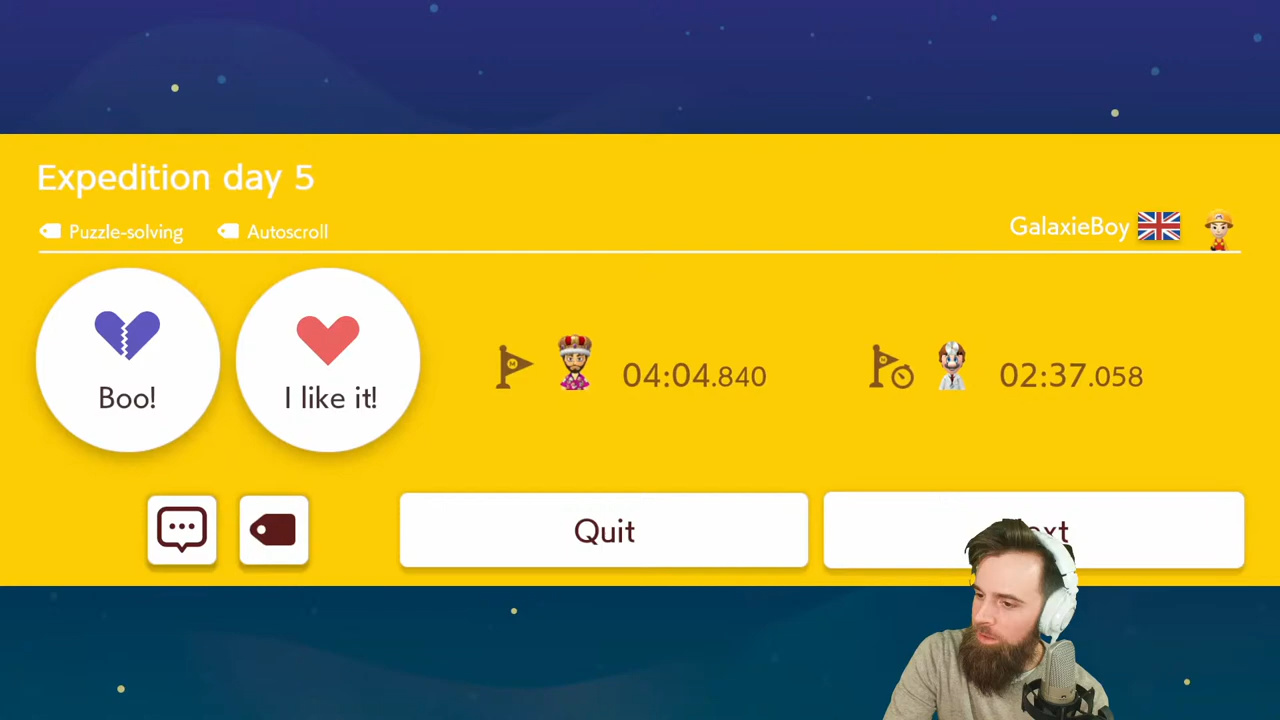 Expedition day 5
Puzzle-solving Autoscroll
GalaxieBoy
Boo!
I like it!
04:04.840
02:37.058
Quit